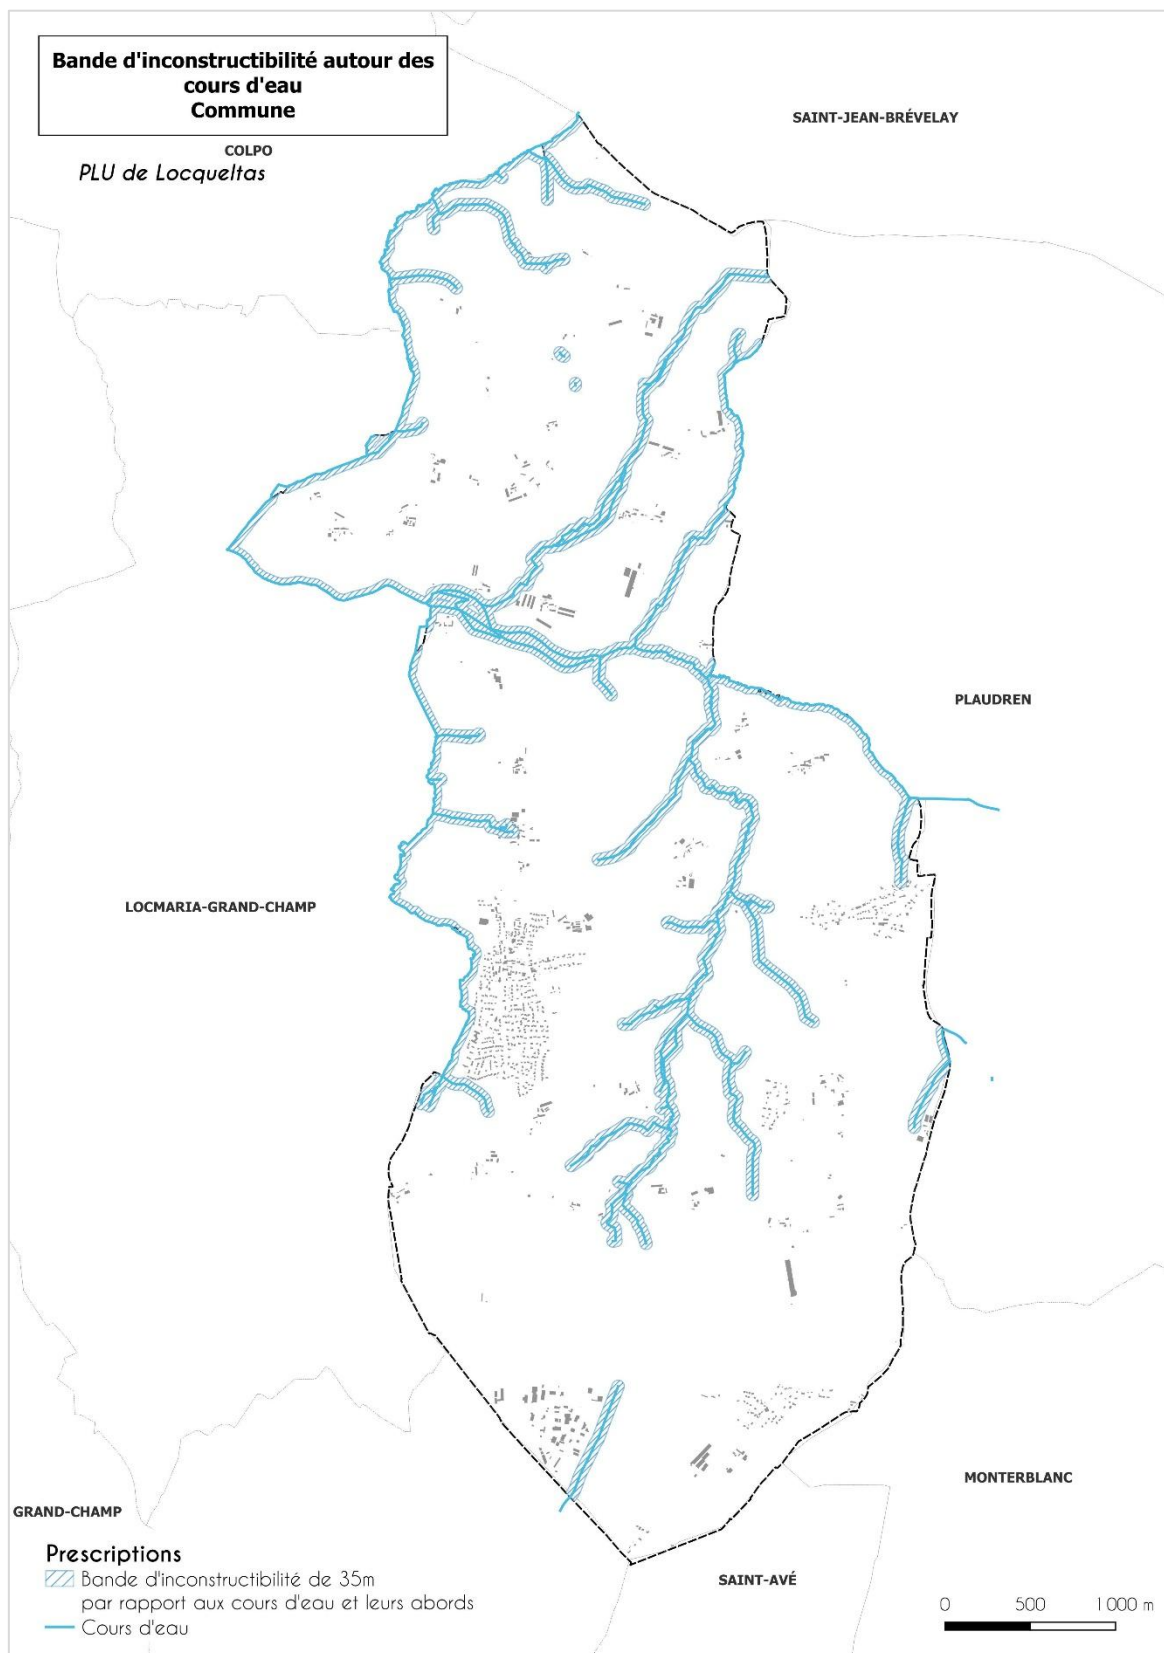 Bande d'inconstructibilité autour des
cours d'eau
Commune
SAINT-JEAN-BRÉVELAY
COLPO
PLU de Locqueltas
PLAUDREN
LOCMARIA-GRAND-CHAMP
MONTERBLANC
GRAND-CHAMP
Prescriptions
Bande d'inconstructibilité de 35m
par rapport aux cours d'eau et leurs abords
Cours d'eau
SAINT-AVÉ
0 500 1 000 m